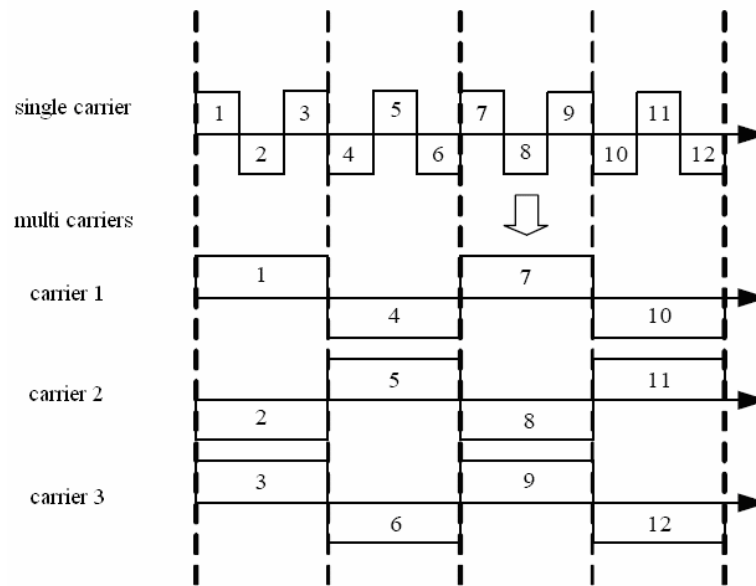 1 3 5 7 9 11
single carrier
2 4 6 8 10 12
multi carriers
1 7
carrier 1
4 10
5 11
carrier 2
2 8
3 9
carrier 3
6 12